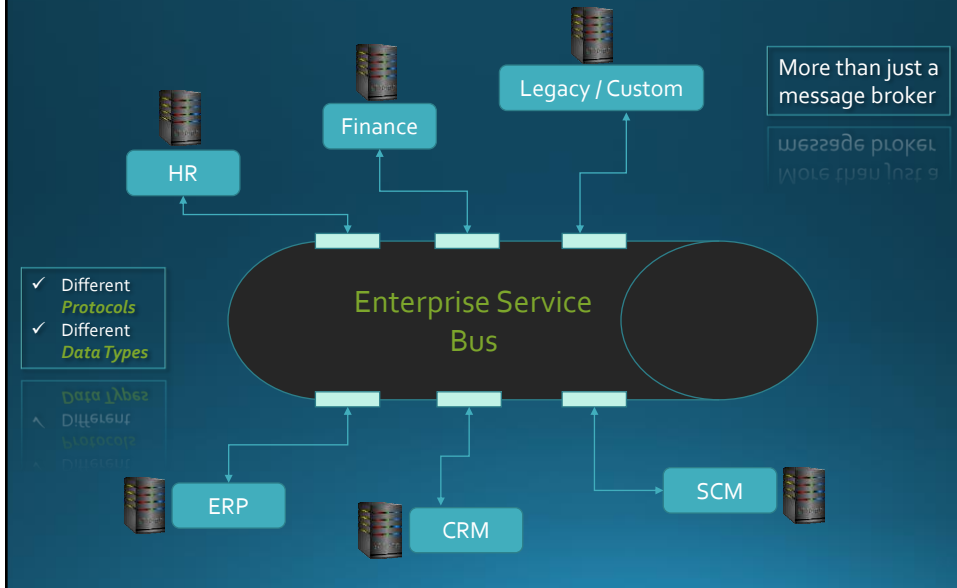 Legacy / Custom
More than just a
message broker
Finance
HR
✓ Different
Protocols
✓ Different
Data Types
Enterprise Service
Bus
ERP
CRM
SCM